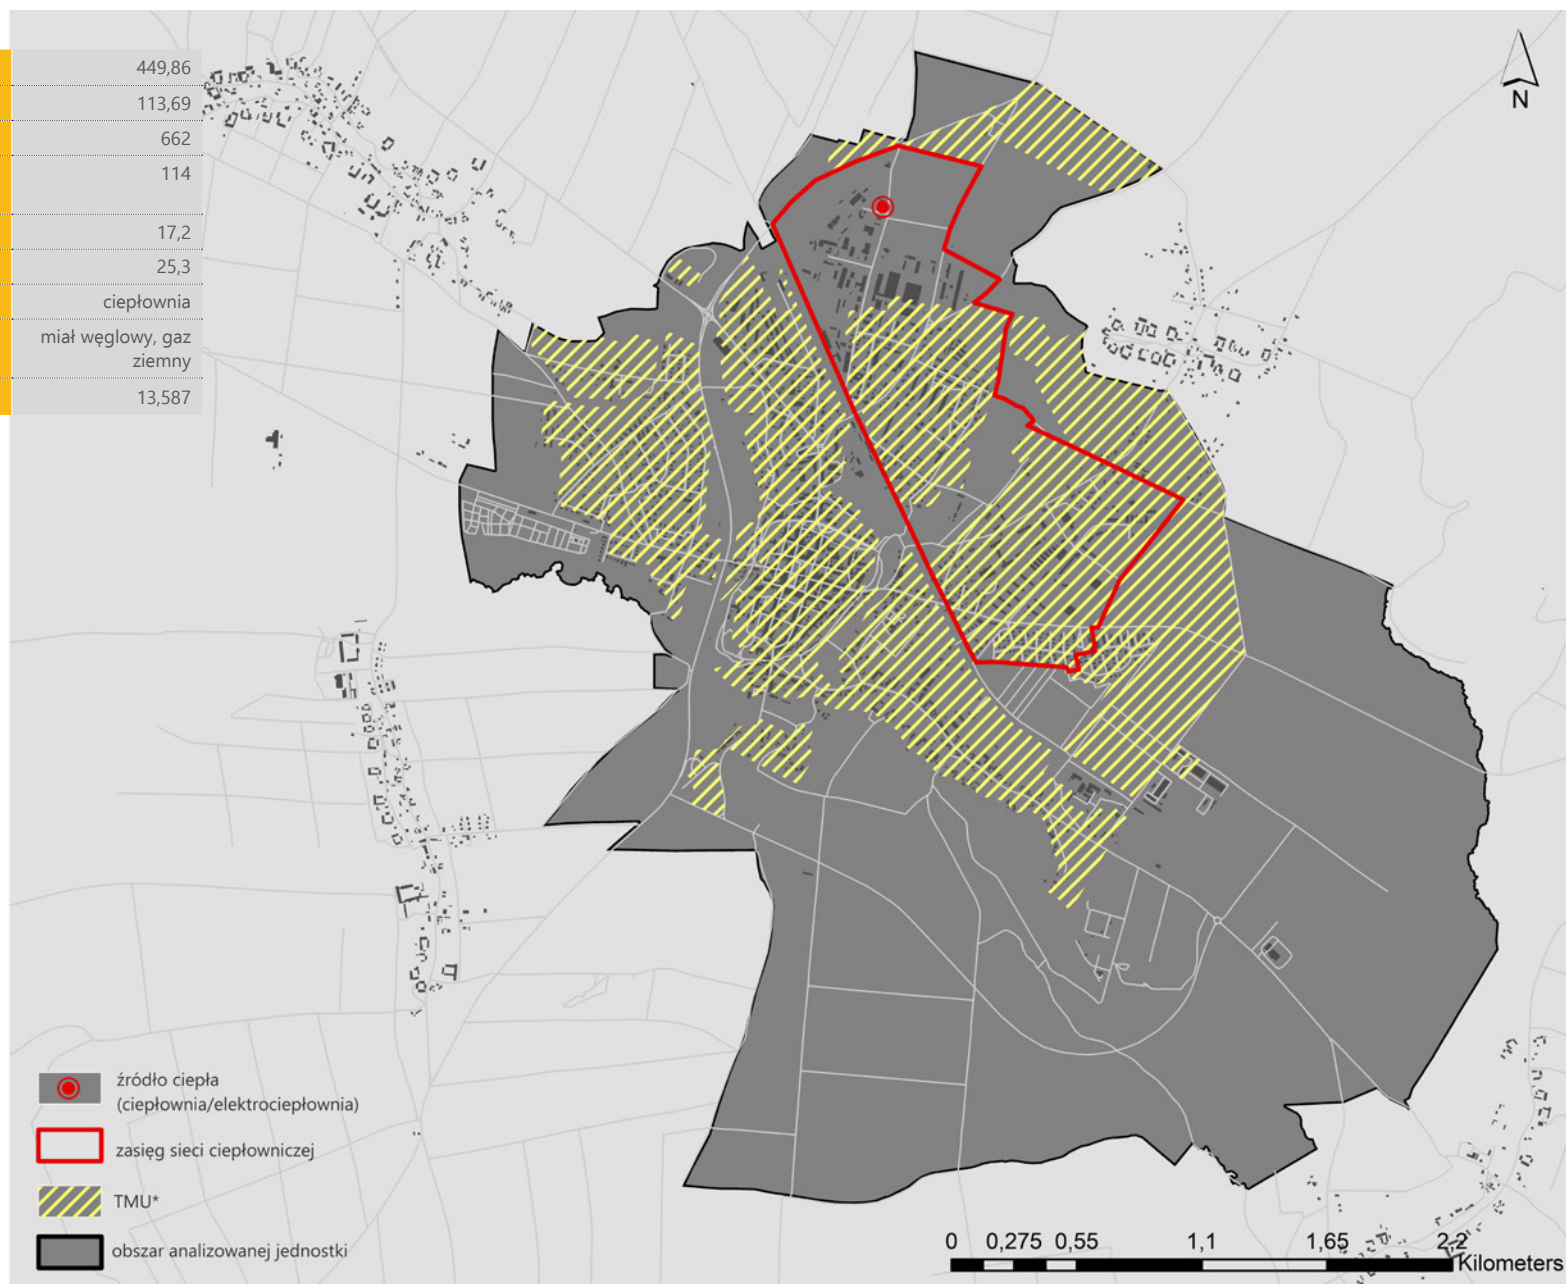 449,86
113,69
662
114
17,2
25,3
ciepłownia
miał węglowy, gaz
ziemny
13,587
N
źródło ciepła
(ciepłownia/elektrociepłownia)
zasięg sieci ciepłowniczej
TMU*
obszar analizowanej jednostki
0 0,275 0,55 1,1 1,65 2,2
Kilometers